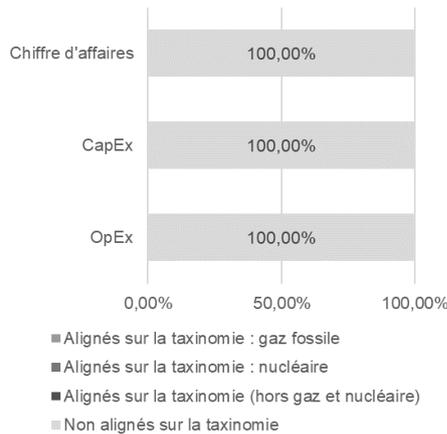 Chiffre d'affaires
100,00%
CapEx
100,00%
OpEx
100,00%
0,00% 50,00% 100,00%
Alignés sur la taxinomie : gaz fossile
Alignés sur la taxinomie : nucléaire
Alignés sur la taxinomie (hors gaz et nucléaire)
Non alignés sur la taxinomie